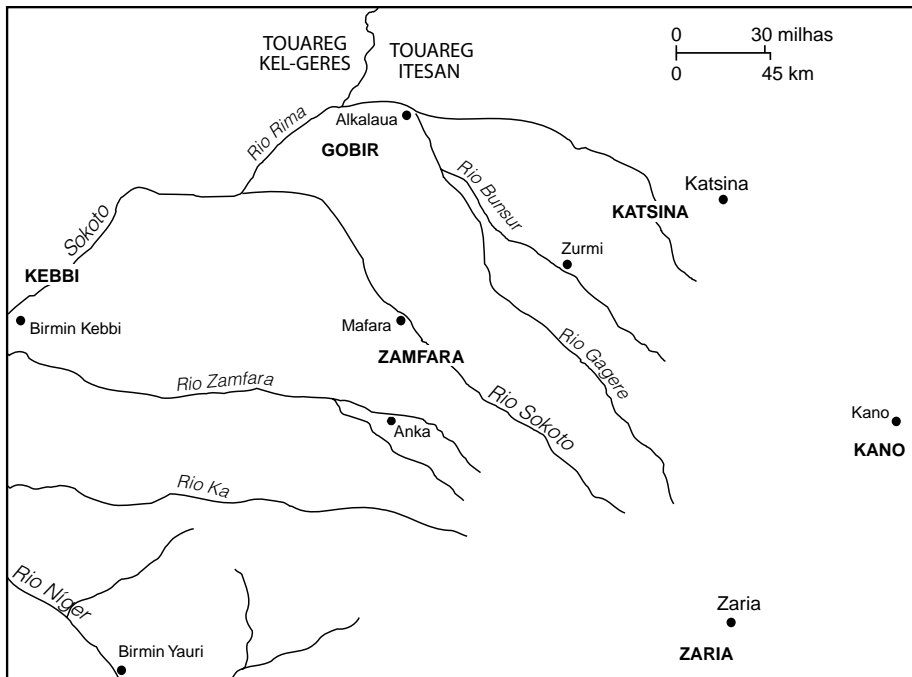 TOUAREG
KEL-GERES
TOUAREG
ITESAN
0 30 milhas
0 45 km
Rio Rima
Alkalaua
GOBIR
Rio Bunsur
Katsina
KATSINA
Sokoto
Zurmi
KEBBI
Birmin Kebbi
Mafara
ZAMFARA
Rio Gagere
Rio Zamfara
Rio Sokoto
Anka
Kano
KANO
Rio Ka
Rio Níger
Zaria
Birmin Yauri
ZARIA